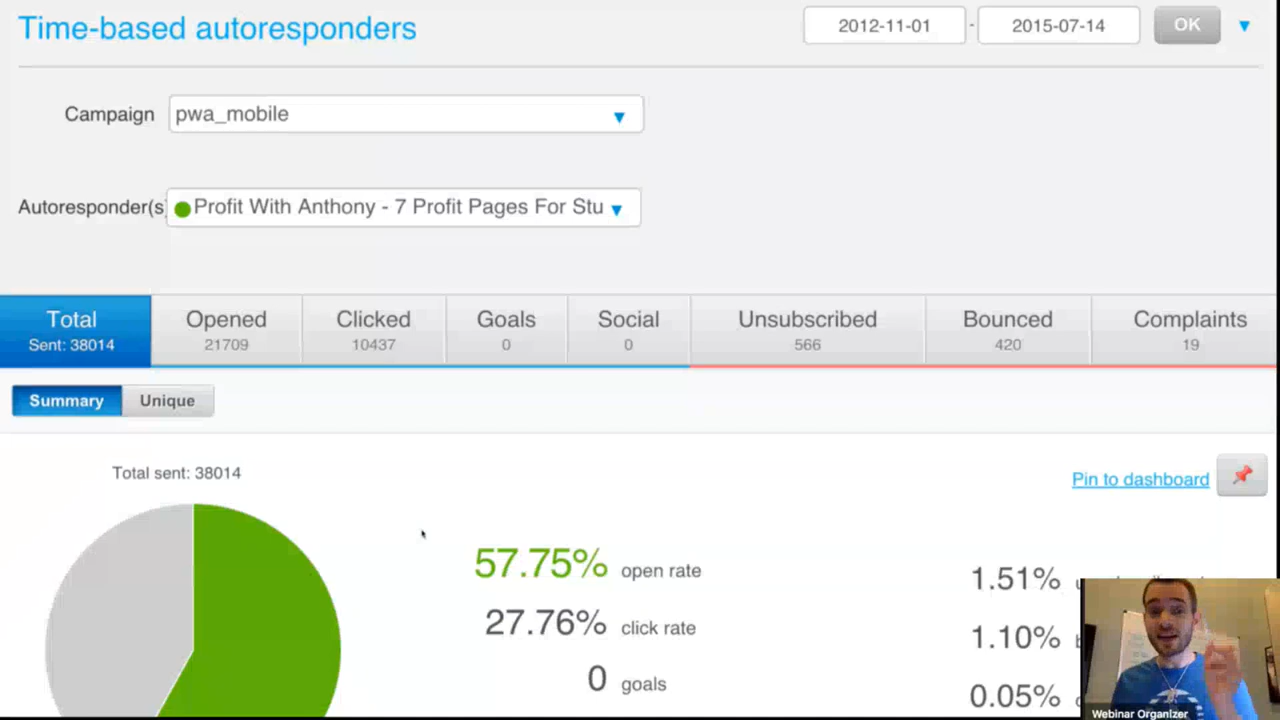 Time-based autoresponders
2012-11-01 - 2015-07-14 OK
Campaign pwa_mobile
Autoresponder(s Profit With Anthony - 7 Profit Pages For Stu
Total Opened Clicked Goals Social Unsubscribed Bounced Complaints
Sent: 38014 21709 10437 0 0 566 420 19
Summary Unique
Total sent: 38014
Pin to dashboard
57.75% open rate
1.51%
27.76% click rate
1.10%
0 goals
0.05%
Webinar Organizer